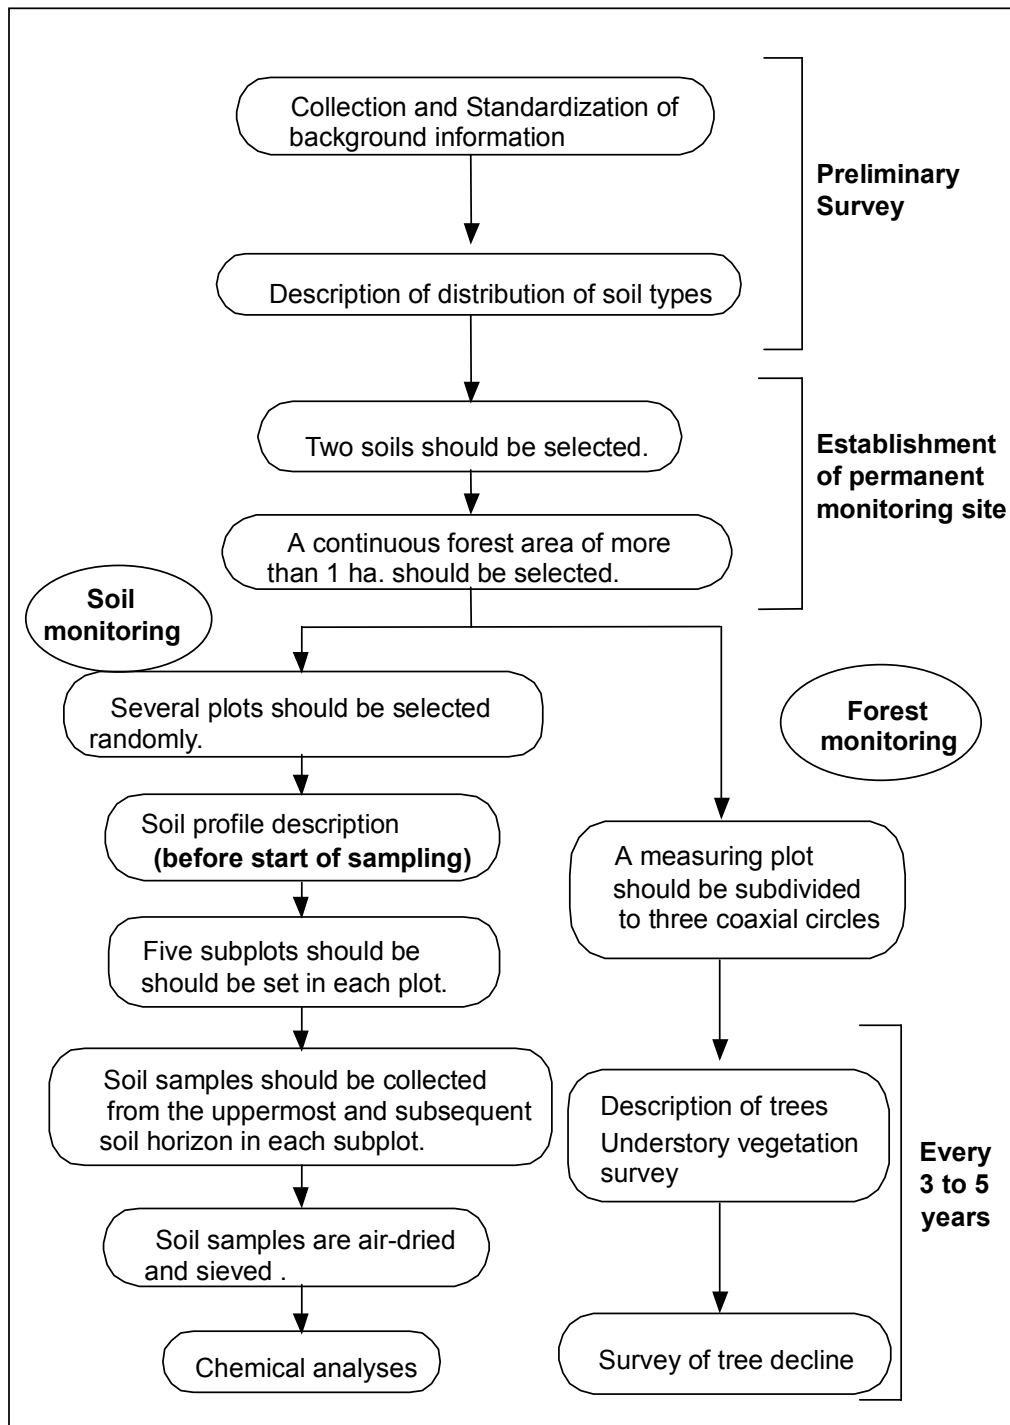 Collection and Standardization of
background information
Preliminary
Survey
Description of distribution of soil types
Two soils should be selected.
Establishment
of permanent
monitoring site
A continuous forest area of more
than 1 ha. should be selected.
Soil
monitoring
Several plots should be selected
randomly.
Soil profile description
(before start of sampling)
Five subplots should be
should be set in each plot.
Soil samples should be collected
from the uppermost and subsequent
soil horizon in each subplot.
Soil samples are air-dried
and sieved .
Chemical analyses
Forest
monitoring
A measuring plot
should be subdivided
to three coaxial circles
Description of trees
Understory vegetation
survey
Every
3 to 5
years
Survey of tree decline